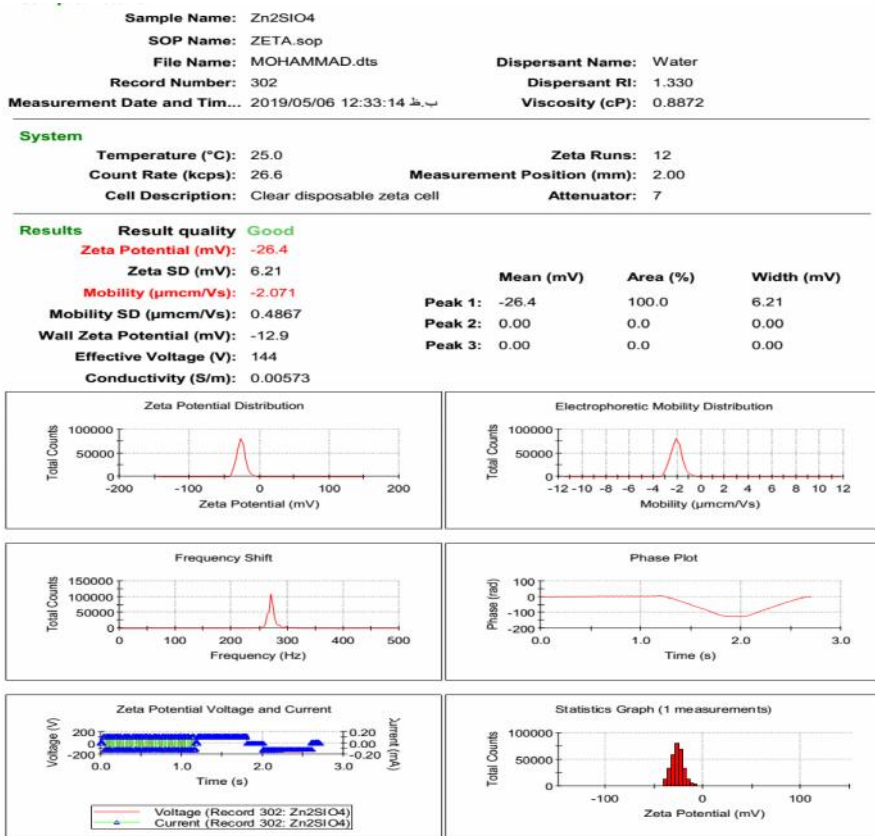 Sample Name: Zn2SIO4
SOP Name: ZETA.sop
File Name: MOHAMMAD.dts Dispersant Name: Water
Record Number: 302 Dispersant RI: 1.330
Measurement Date and Tim... 2019/05/06 12:33:14 ب.ظ Viscosity (cP): 0.8872
System
Temperature (°C): 25.0 Zeta Runs: 12
Count Rate (kcps): 26.6 Measurement Position (mm): 2.00
Cell Description: Clear disposable zeta cell Attenuator: 7
Results Result quality Good
Zeta Potential (mV): -26.4
Zeta SD (mV): 6.21
Mean (mV) Area (%) Width (mV)
Mobility (µmcm/Vs): -2.071
Peak 1: -26.4 100.0 6.21
Mobility SD (µmcm/Vs): 0.4867
Peak 2: 0.00 0.0 0.00
Wall Zeta Potential (mV): -12.9
Peak 3: 0.00 0.0 0.00
Effective Voltage (V): 144
Conductivity (S/m): 0.00573
Zeta Potential Distribution
Total Counts
100000
50000
0
-200 -100 0 100 200
Zeta Potential (mV)
Electrophoretic Mobility Distribution
Total Counts
100000
50000
0
-12 -10 -8 -6 -4 -2 0 2 4 6 8 10 12
Mobility (µmcm/Vs)
Frequency Shift
Total Counts
150000
100000
50000
0
0 100 200 300 400 500
Frequency (Hz)
Phase Plot
Phase (rad)
100
0
-100
-200
0.0 1.0 2.0 3.0
Time (s)
Zeta Potential Voltage and Current
Voltage (V)
200
0
-200
0.20
0.00
-0.20
(mA)
0.0 1.0 2.0 3.0
Time (s)
Voltage (Record 302: Zn2SIO4)
Current (Record 302: Zn2SIO4)
Statistics Graph (1 measurements)
Total Counts
100000
50000
0
-100 0 100
Zeta Potential (mV)